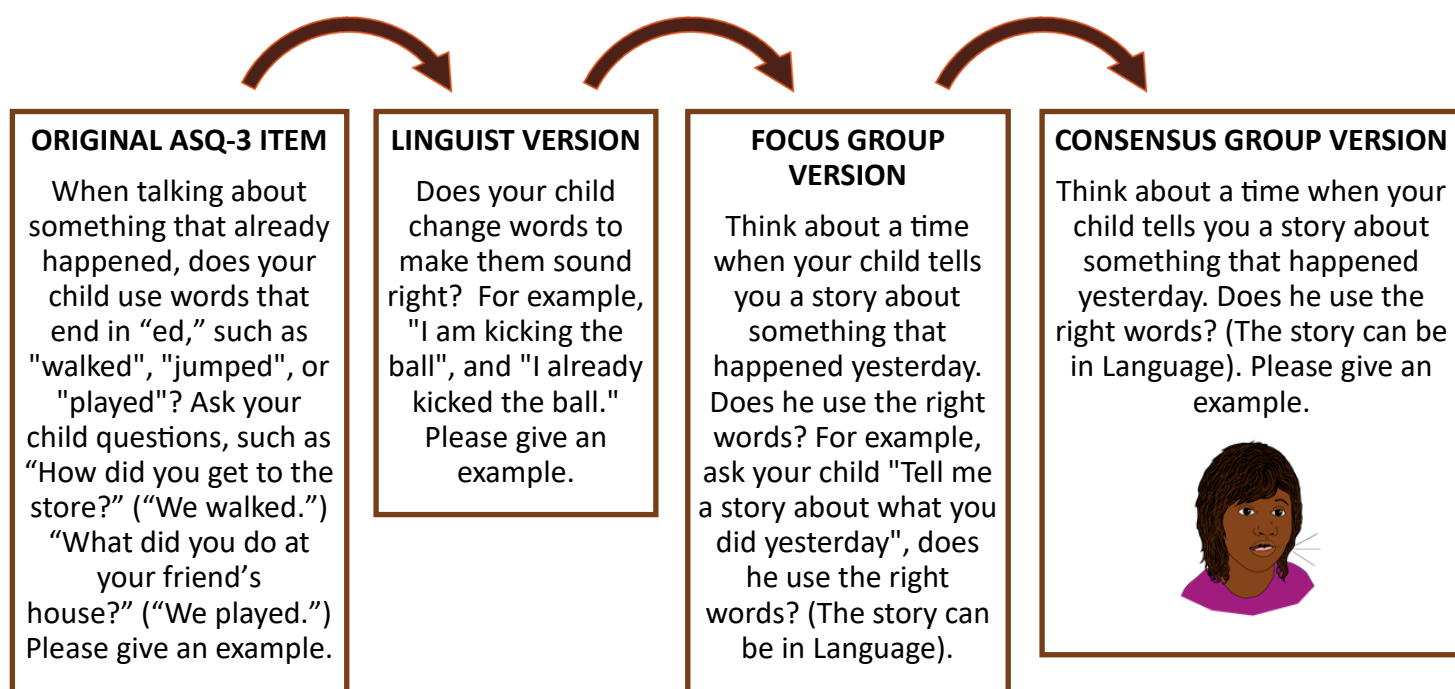 ORIGINAL ASQ-3 ITEM
When talking about
something that already
happened, does your
child use words that
end in “ed,” such as
"walked", "jumped", or
"played"? Ask your
child questions, such as
“How did you get to the
store?” (“We walked.”)
“What did you do at
your friend’s
house?” (“We played.”)
Please give an example.
LINGUIST VERSION
Does your child
change words to
make them sound
right?  For example,
"I am kicking the
ball", and "I already
kicked the ball."
Please give an
example.
FOCUS GROUP
VERSION
Think about a time
when your child tells
you a story about
something that
happened yesterday.
Does he use the right
words? For example,
ask your child "Tell me
a story about what you
did yesterday", does
he use the right
words? (The story can
be in Language).
CONSENSUS GROUP VERSION
Think about a time when your
child tells you a story about
something that happened
yesterday. Does he use the
right words? (The story can be
in Language). Please give an
example.